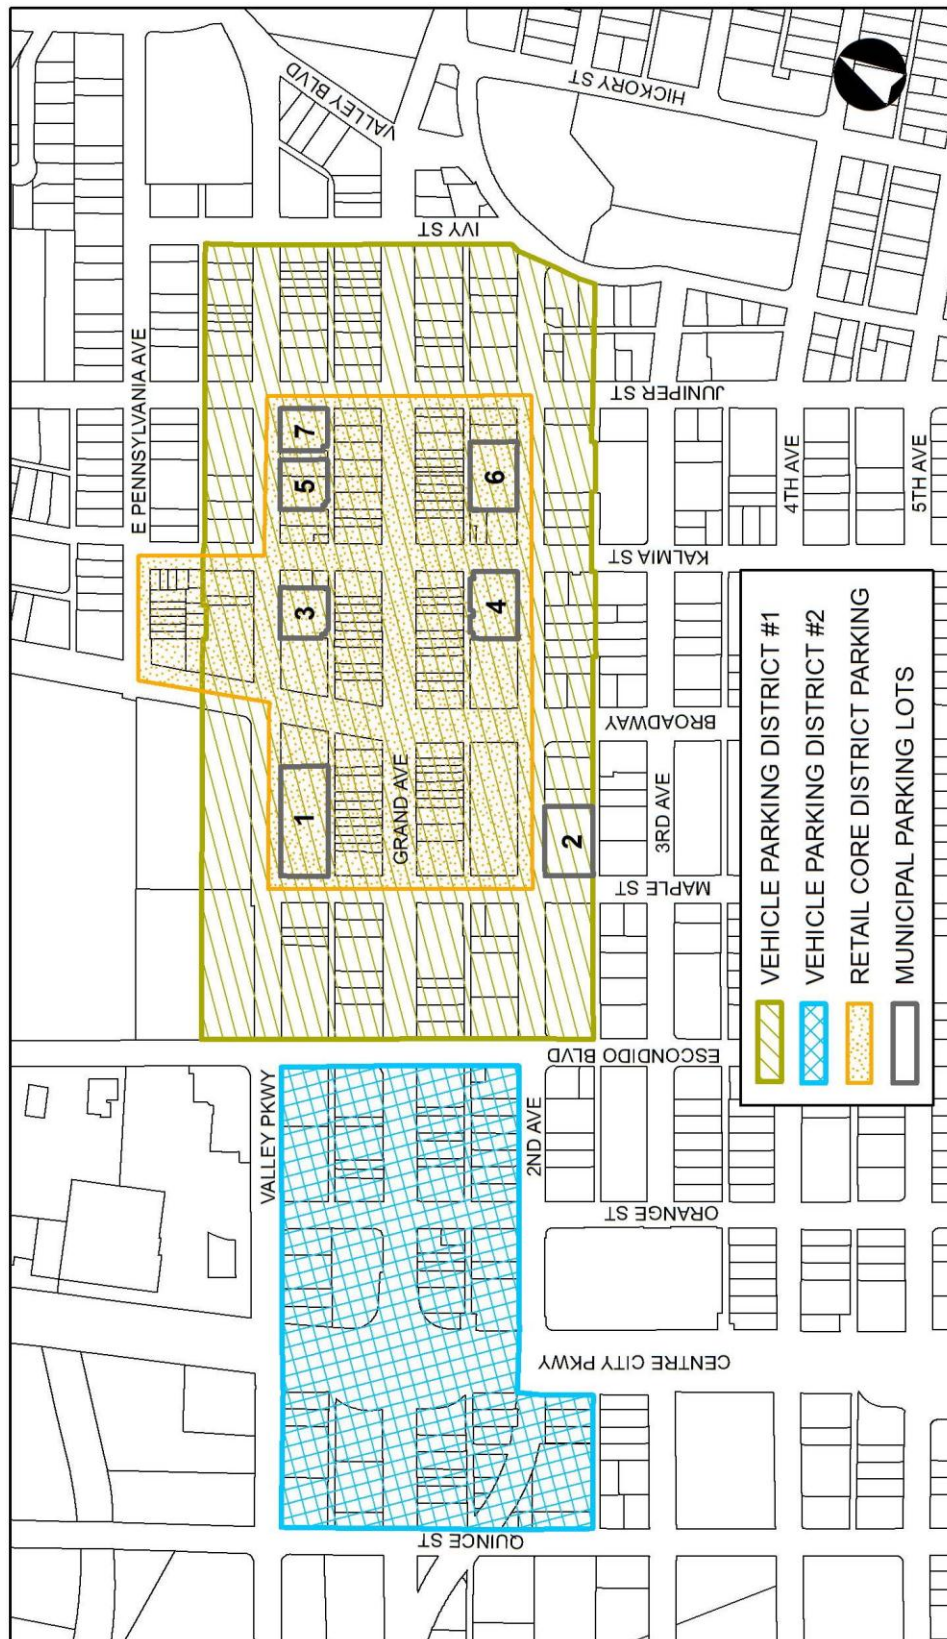 E PENSYLVANIA AVE
VALLEY BLVD
HICKORY ST
IVY ST
JUNIPER ST
KALMIA ST
BROADWAY
MAPLE ST
ESCONDIDO BLVD
ORANGE ST
CENTRE CITY PKWY
QUINCE ST
VALLEY PKWY
GRAND AVE
2ND AVE
3RD AVE
4TH AVE
5TH AVE
1
2
3
4
5
6
7
VEHICLE PARKING DISTRICT #1
VEHICLE PARKING DISTRICT #2
RETAIL CORE DISTRICT PARKING
MUNICIPAL PARKING LOTS